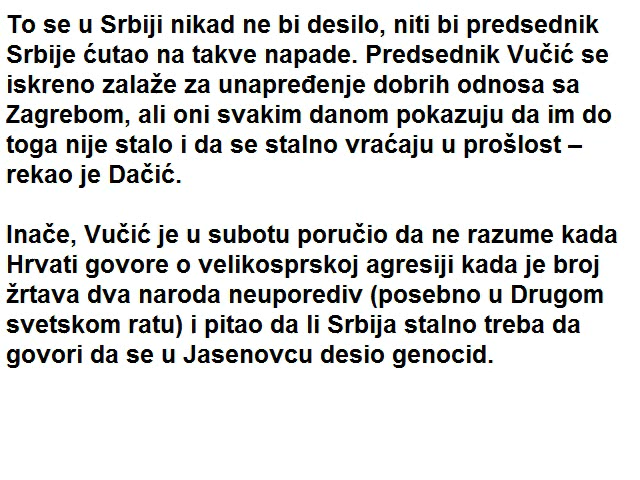 To se u Srbiji nikad ne bi desilo, niti bi predsednik
Srbije ćutao na takve napade. Predsednik Vučić se
iskreno zalaže za unapređenje dobrih odnosa sa
Zagrebom, ali oni svakim danom pokazuju da im do
toga nije stalo i da se stalno vraćaju u prošlost –
rekao je Dačić.
Inače, Vučić je u subotu poručio da ne razume kada
Hrvati govore o velikosprskoj agresiji kada je broj
žrtava dva naroda neuporediv (posebno u Drugom
svetskom ratu) i pitao da li Srbija stalno treba da
govori da se u Jasenovcu desio genocid.